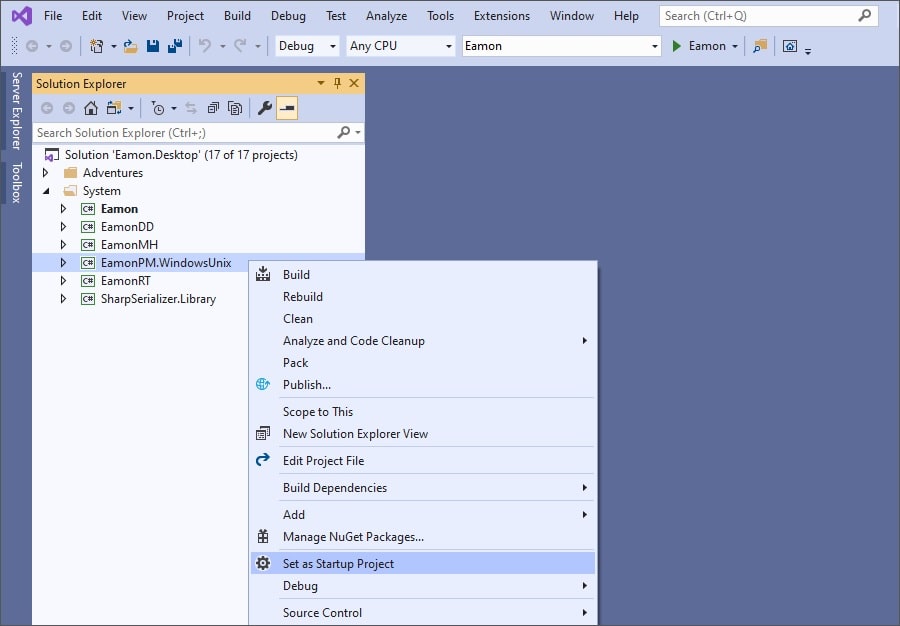 File Edit View Project Build Debug Test Analyze Tools Extensions Window Help Search (Ctrl+Q)
Debug Any CPU Eamon Eamon
Server Explorer
Toolbox
Solution Explorer
Search Solution Explorer (Ctrl+;)
Solution 'Eamon.Desktop' (17 of 17 projects)
Adventures
System
C# Eamon
C# EamonDD
C# EamonMH
C# EamonPM.WindowsUnix
C# EamonRT
C# SharpSerializer.Library
Build
Rebuild
Clean
Analyze and Code Cleanup
Pack
Publish...
Scope to This
New Solution Explorer View
Edit Project File
Build Dependencies
Add
Manage NuGet Packages...
Set as Startup Project
Debug
Source Control